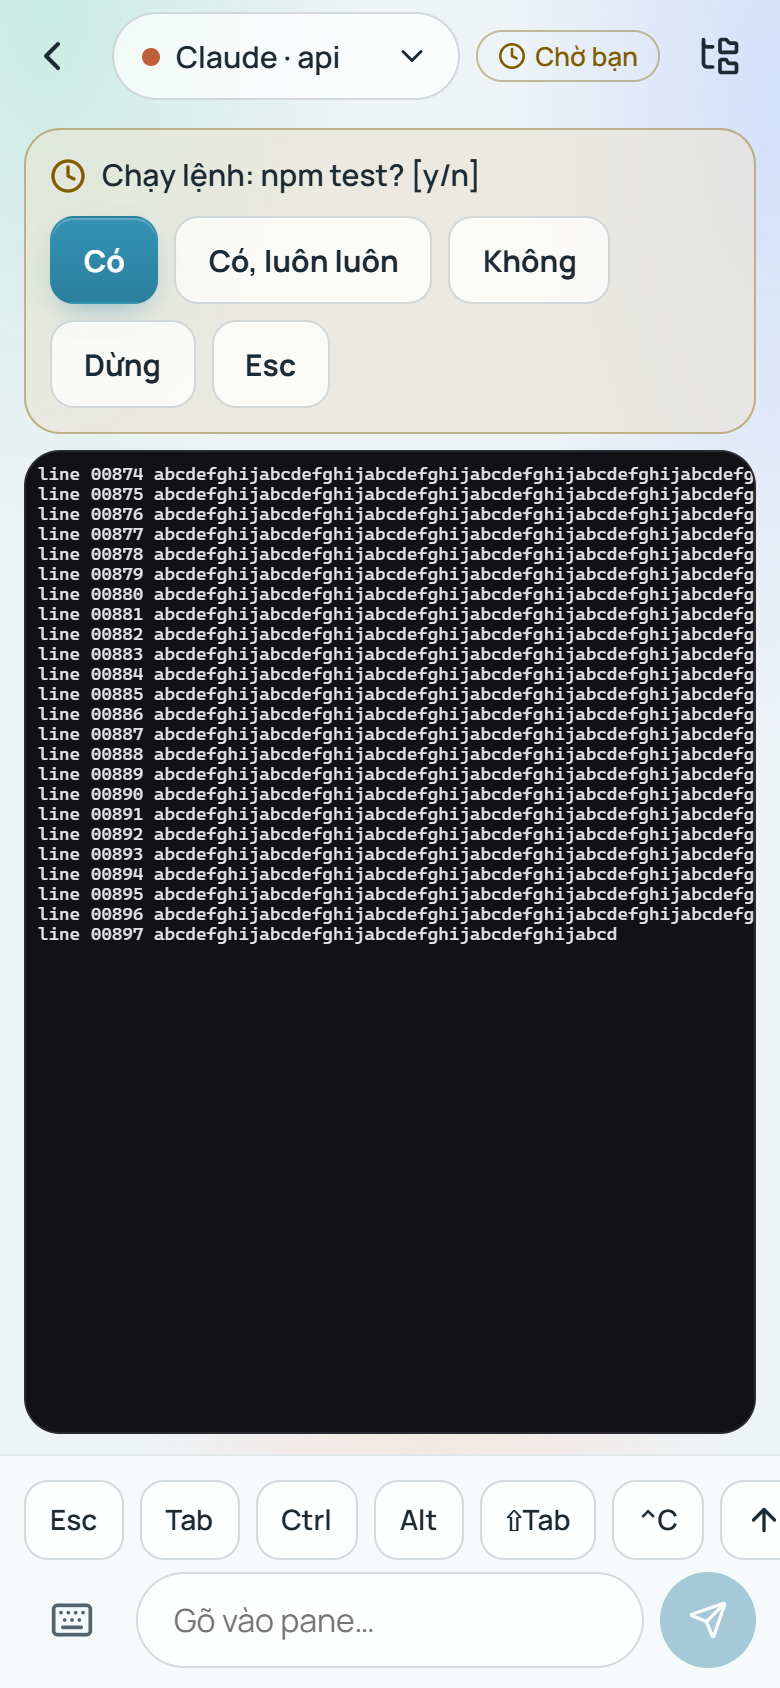 Claude · api
Chờ bạn
Chạy lệnh: npm test? [y/n]
Có
Có, luôn luôn
Không
Dừng
Esc
line 00874 abcdefghijabcdefghijabcdefghijabcdefghijabcdefghijabcdefg
line 00875 abcdefghijabcdefghijabcdefghijabcdefghijabcdefghijabcdefg
line 00876 abcdefghijabcdefghijabcdefghijabcdefghijabcdefghijabcdefg
line 00877 abcdefghijabcdefghijabcdefghijabcdefghijabcdefghijabcdefg
line 00878 abcdefghijabcdefghijabcdefghijabcdefghijabcdefghijabcdefg
line 00879 abcdefghijabcdefghijabcdefghijabcdefghijabcdefghijabcdefg
line 00880 abcdefghijabcdefghijabcdefghijabcdefghijabcdefghijabcdefg
line 00881 abcdefghijabcdefghijabcdefghijabcdefghijabcdefghijabcdefg
line 00882 abcdefghijabcdefghijabcdefghijabcdefghijabcdefghijabcdefg
line 00883 abcdefghijabcdefghijabcdefghijabcdefghijabcdefghijabcdefg
line 00884 abcdefghijabcdefghijabcdefghijabcdefghijabcdefghijabcdefg
line 00885 abcdefghijabcdefghijabcdefghijabcdefghijabcdefghijabcdefg
line 00886 abcdefghijabcdefghijabcdefghijabcdefghijabcdefghijabcdefg
line 00887 abcdefghijabcdefghijabcdefghijabcdefghijabcdefghijabcdefg
line 00888 abcdefghijabcdefghijabcdefghijabcdefghijabcdefghijabcdefg
line 00889 abcdefghijabcdefghijabcdefghijabcdefghijabcdefghijabcdefg
line 00890 abcdefghijabcdefghijabcdefghijabcdefghijabcdefghijabcdefg
line 00891 abcdefghijabcdefghijabcdefghijabcdefghijabcdefghijabcdefg
line 00892 abcdefghijabcdefghijabcdefghijabcdefghijabcdefghijabcdefg
line 00893 abcdefghijabcdefghijabcdefghijabcdefghijabcdefghijabcdefg
line 00894 abcdefghijabcdefghijabcdefghijabcdefghijabcdefghijabcdefg
line 00895 abcdefghijabcdefghijabcdefghijabcdefghijabcdefghijabcdefg
line 00896 abcdefghijabcdefghijabcdefghijabcdefghijabcdefghijabcdefg
line 00897 abcdefghijabcdefghijabcdefghijabcdefghijabcd
Esc
Tab
Ctrl
Alt
⇧Tab
^C
↑
Gõ vào pane...